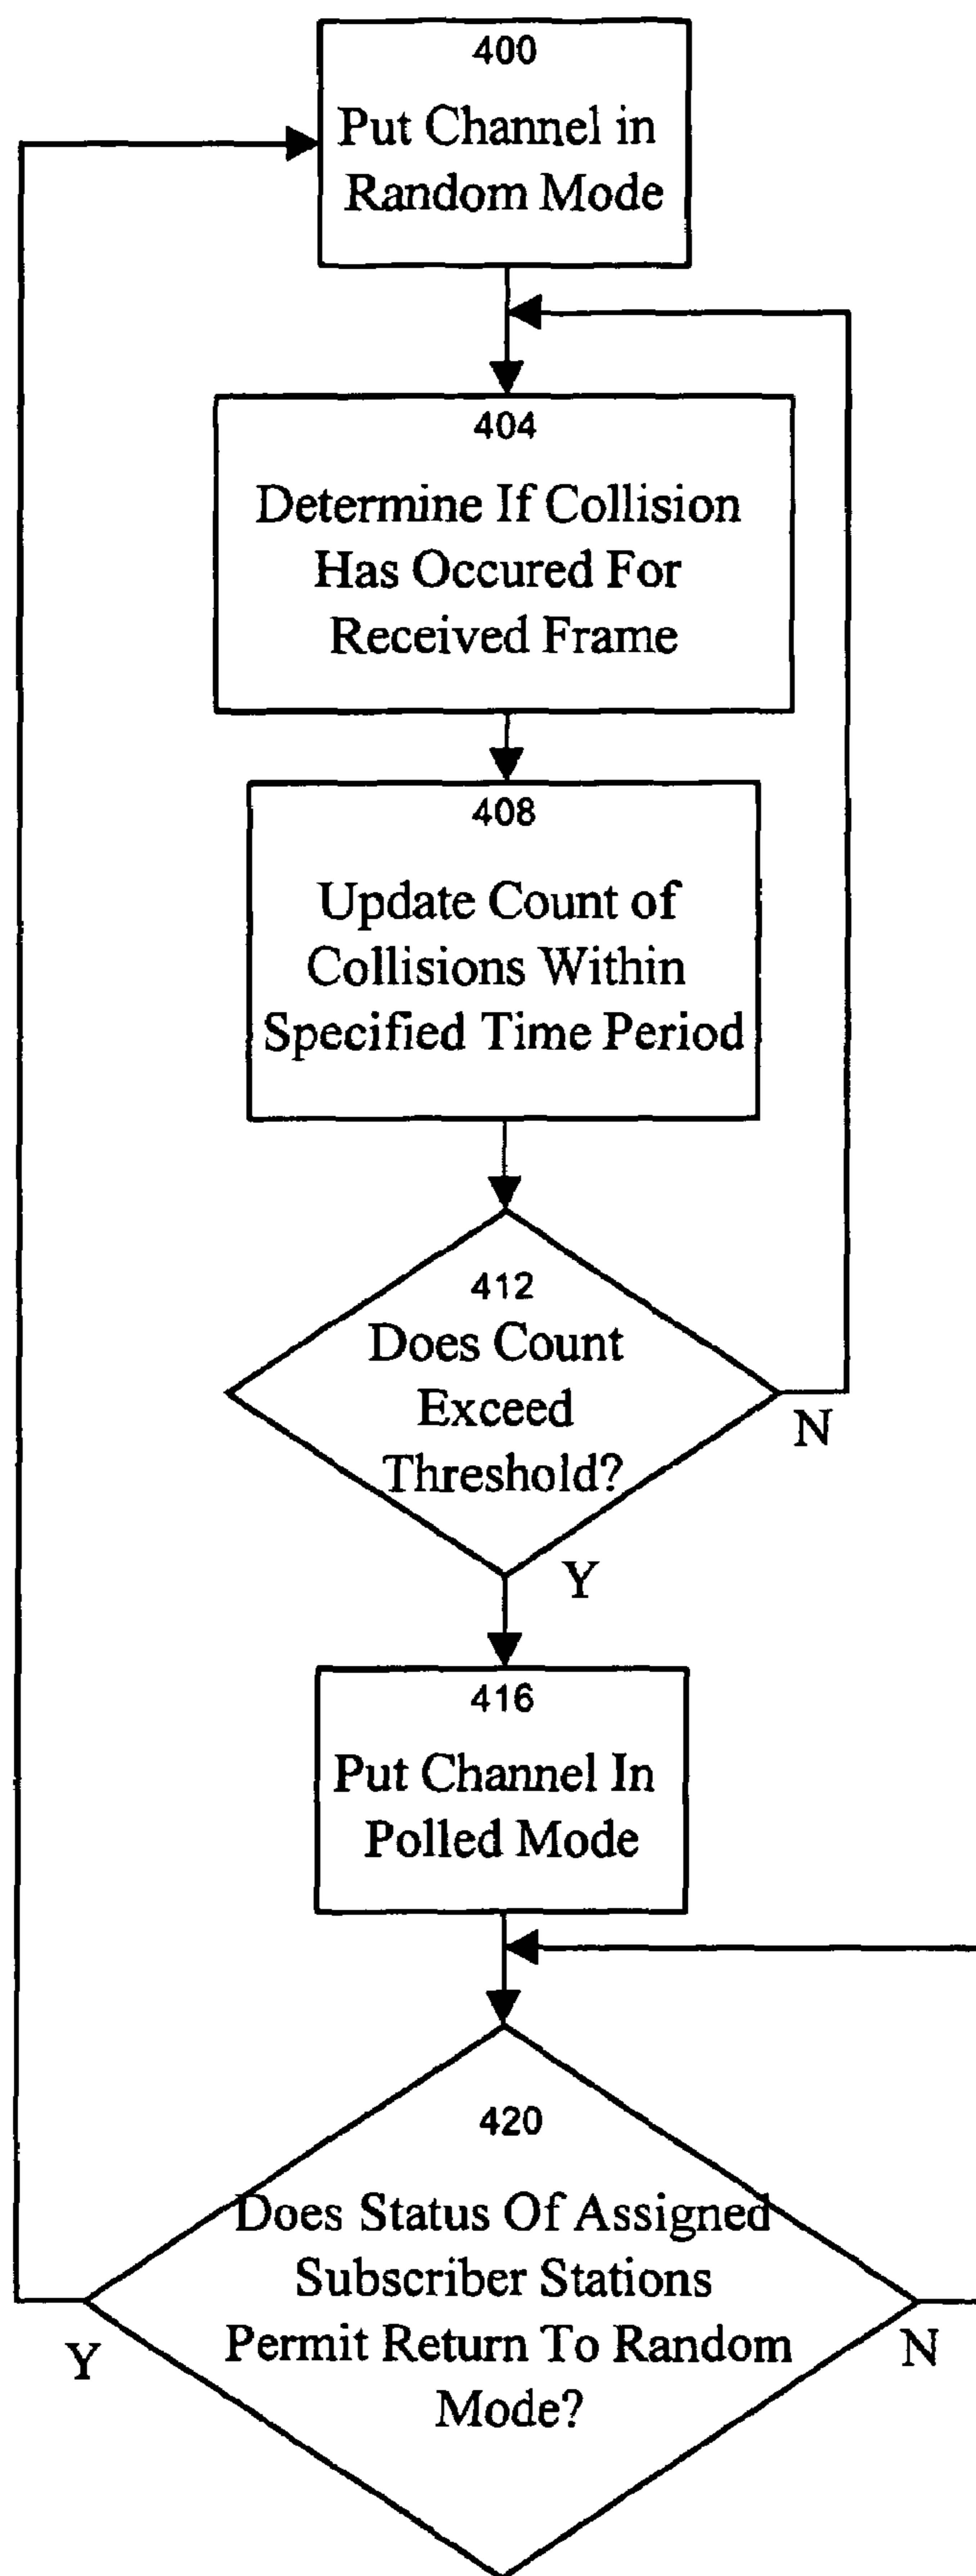 400
Put Channel in
Random Mode
404
Determine If Collision
Has Occured For
Received Frame
408
Update Count of
Collisions Within
Specified Time Period
412
Does Count
Exceed
Threshold?
N
Y
416
Put Channel In
Polled Mode
420
Does Status Of Assigned
Subscriber Stations
Permit Return To Random
Mode?
Y
N